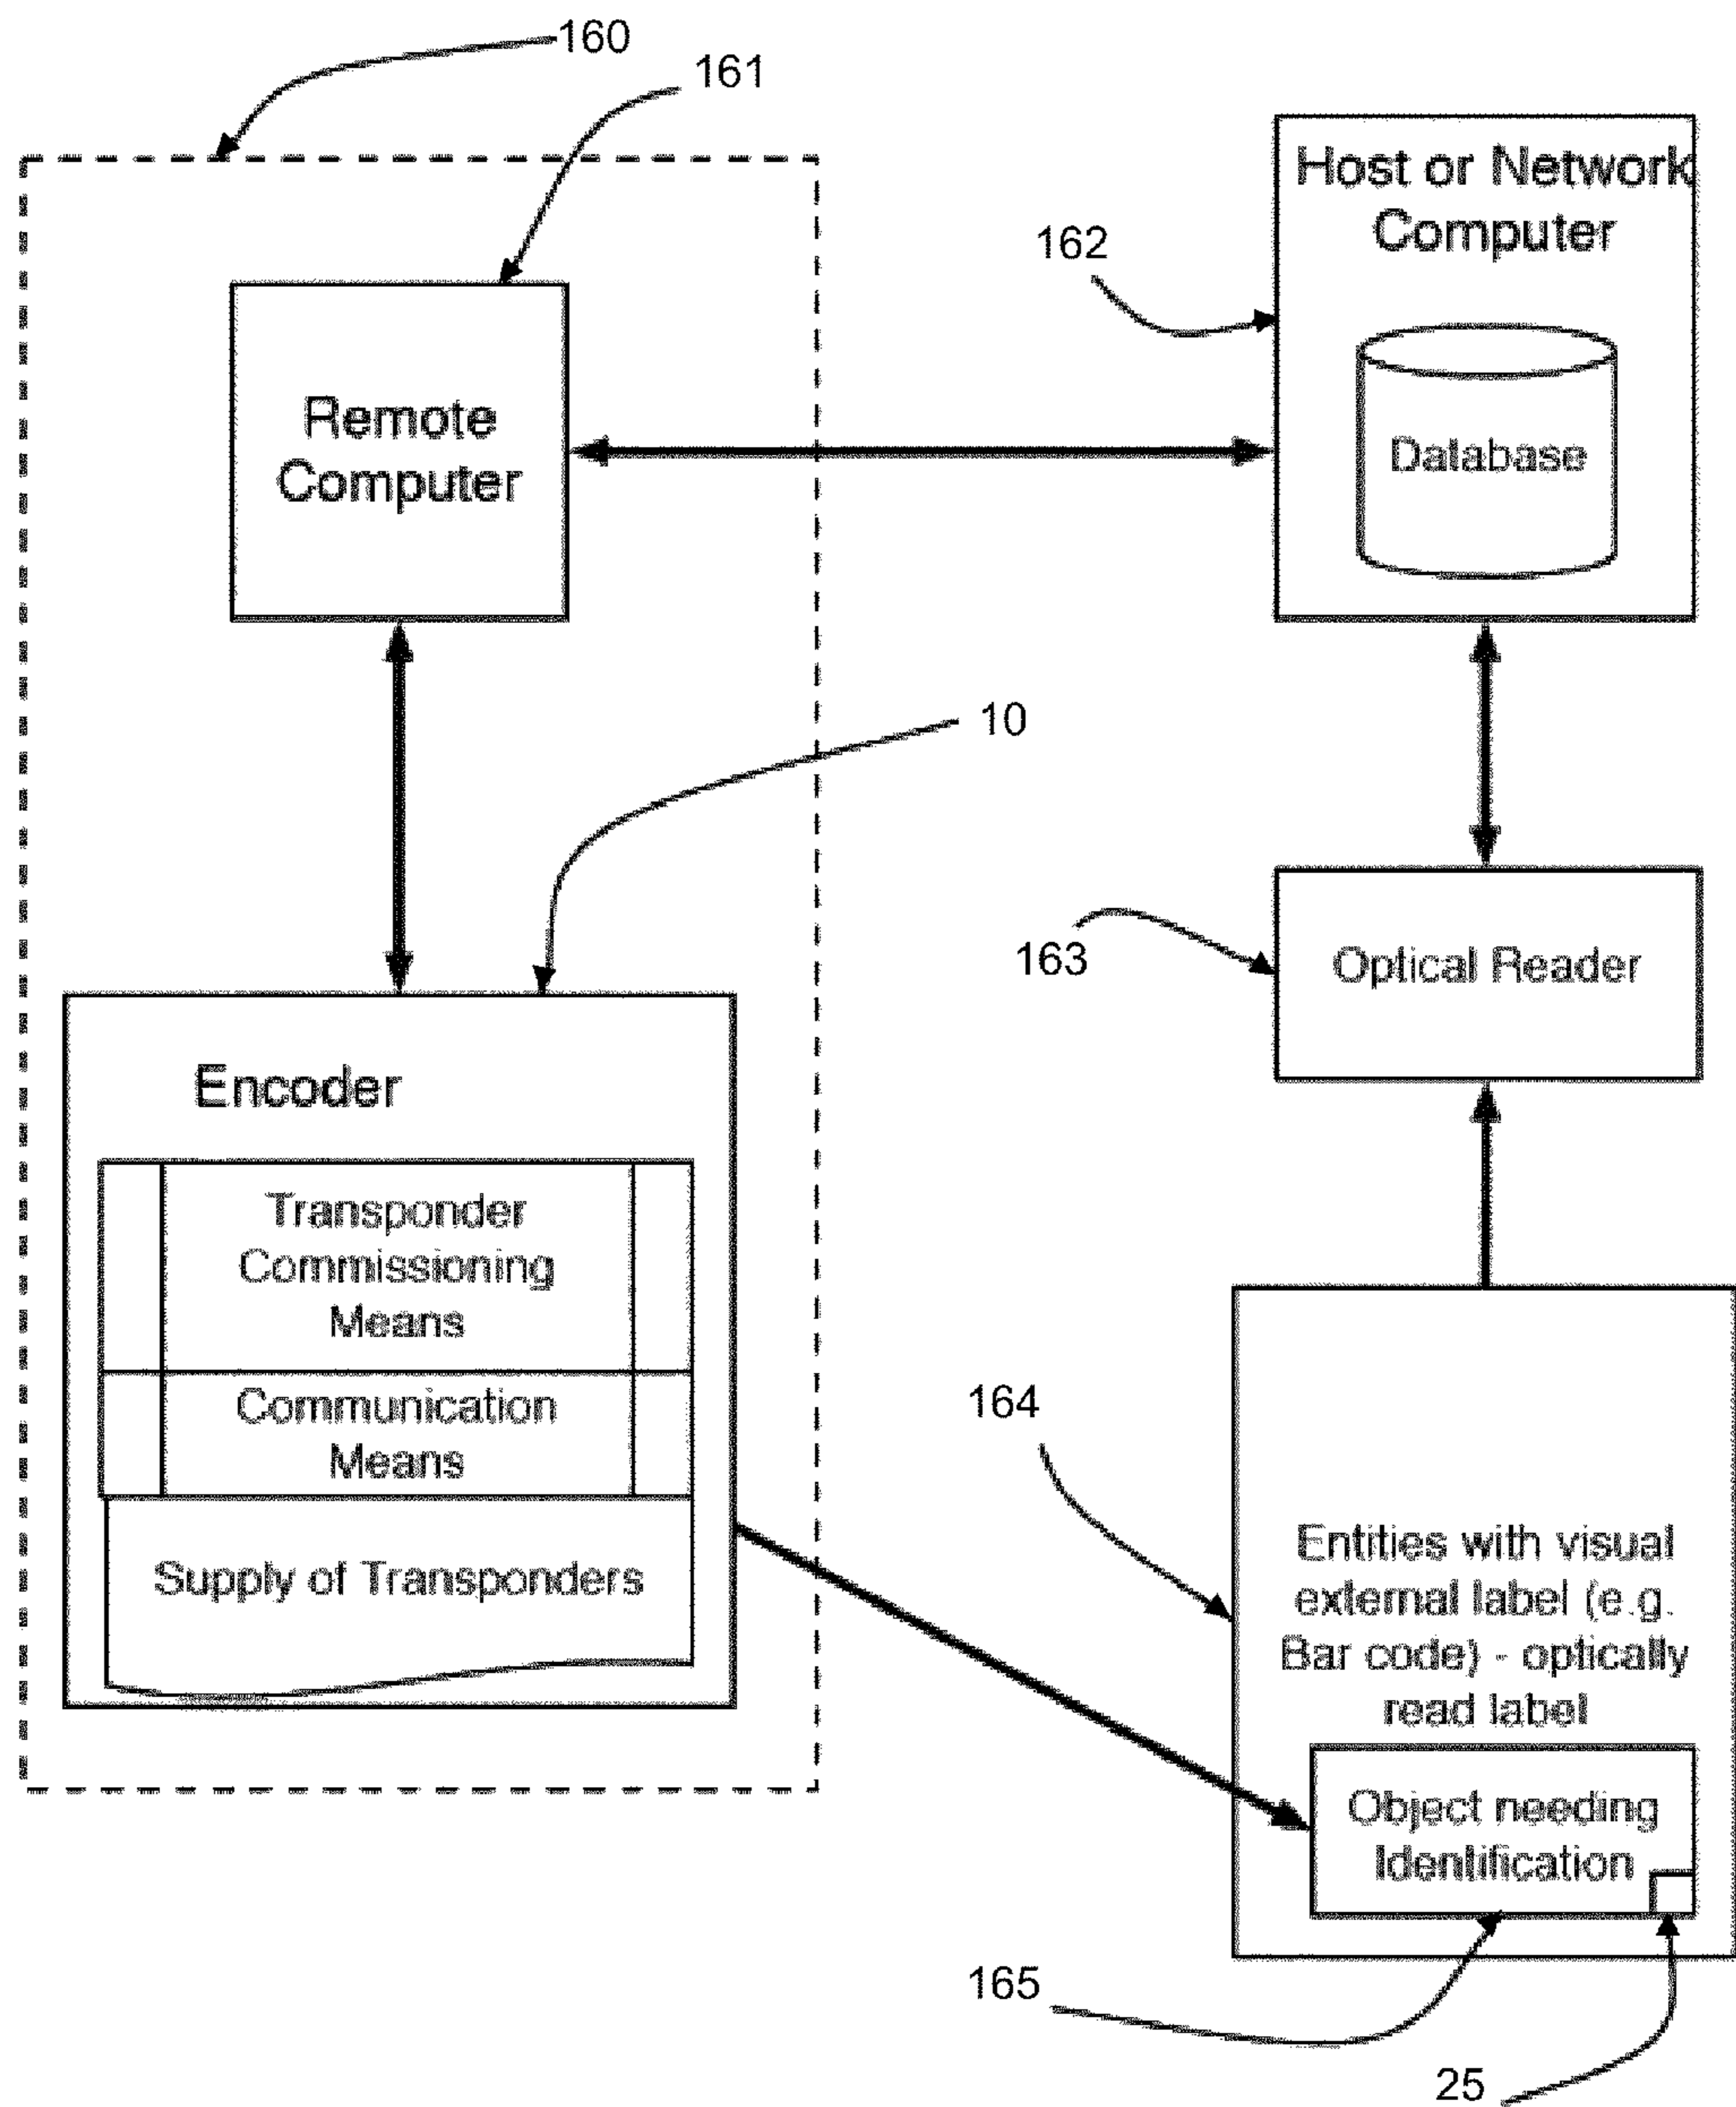 160
161
Host or Network
Computer
162
Remote
Computer
Database
10
163
Optical Reader
Encoder
Transponder
Commissioning
Means
Communication
Means
Supply of Transponders
164
Entities with visual
external label (e.g.
Bar code) - optically
read label
Object needing
Identification
165
25